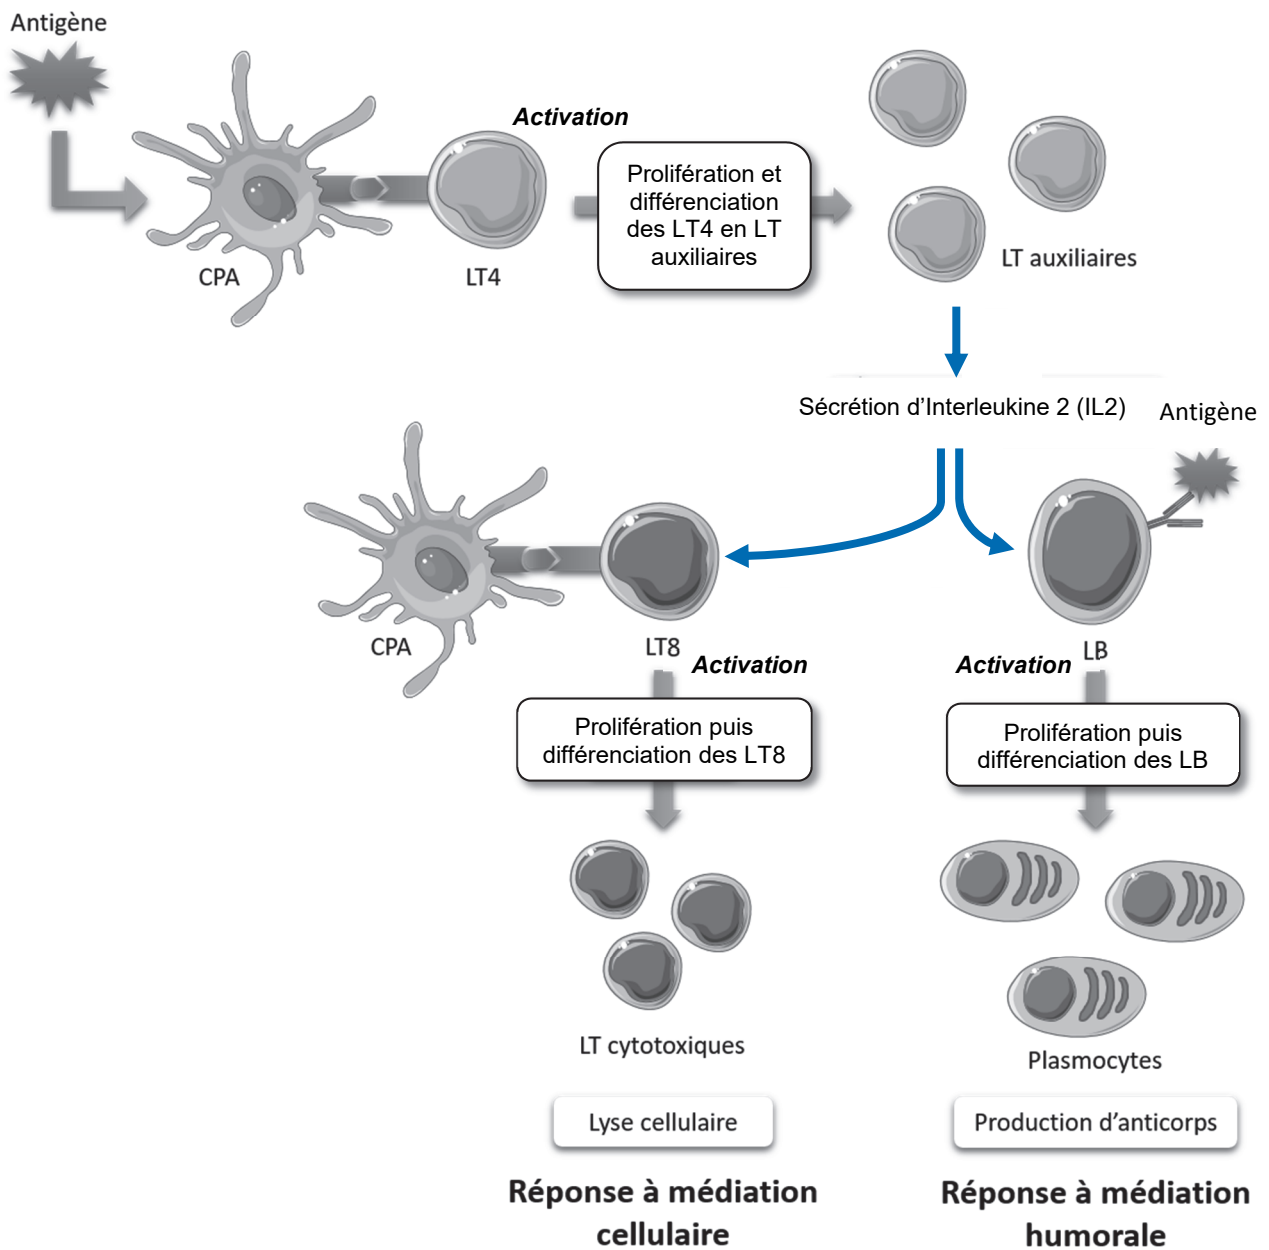 Antigène
Activation
Prolifération et
différenciation
des LT4 en LT
auxiliaires
CPA
LT4
LT auxiliaires
Sécrétion d’Interleukine 2 (IL2)
Antigène
CPA
LT8
Activation
Activation
LB
Prolifération puis
différenciation des LT8
Prolifération puis
différenciation des LB
LT cytotoxiques
Plasmocytes
Lyse cellulaire
Production d’anticorps
Réponse à médiation
cellulaire
Réponse à médiation
humorale